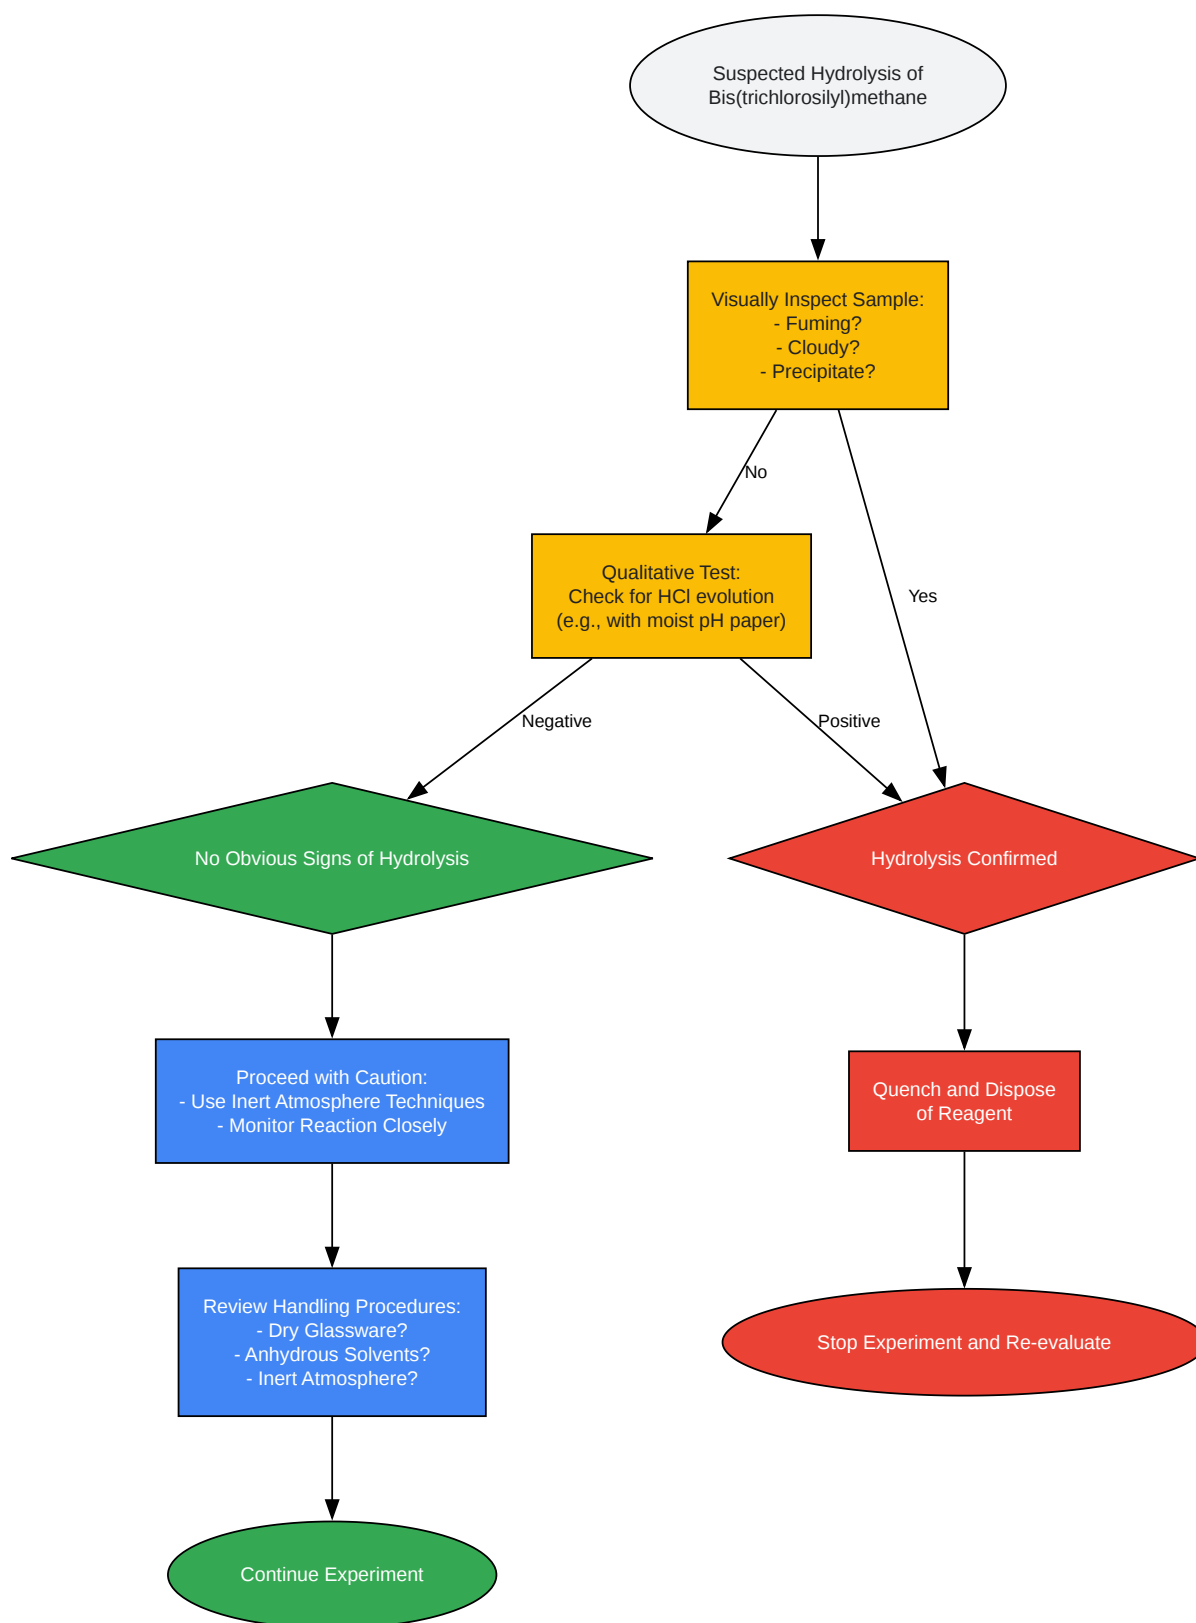 Suspected Hydrolysis of
Bis(trichlorosilyl)methane
Visually Inspect Sample:
- Fuming?
- Cloudy?
- Precipitate?
No
Yes
Qualitative Test:
Check for HCl evolution
(e.g., with moist pH paper)
Negative
Positive
No Obvious Signs of Hydrolysis
Hydrolysis Confirmed
Proceed with Caution:
- Use Inert Atmosphere Techniques
- Monitor Reaction Closely
Quench and Dispose
of Reagent
Review Handling Procedures:
- Dry Glassware?
- Anhydrous Solvents?
- Inert Atmosphere?
Stop Experiment and Re-evaluate
Continue Experiment